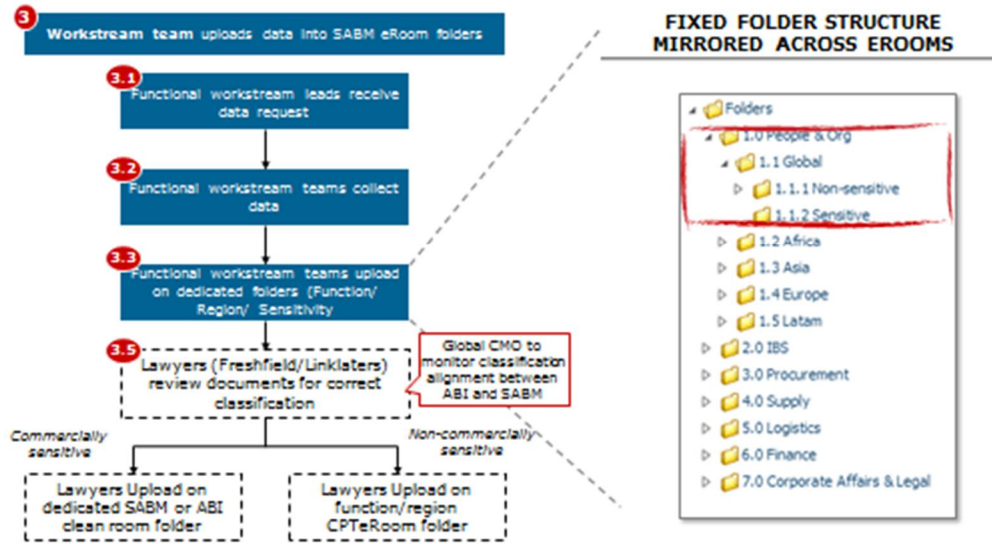 3
Workstream team uploads data into SABM eRoom folders
3.1
Functional workstream leads receive
data request
3.2
Functional workstream teams collect
data
3.3
Functional workstream teams upload
on dedicated folders (Function/
Region/ Sensitivity
3.5
Lawyers (Freshfield/Linklaters)
review documents for correct
classification
Global CMO to
monitor classification
alignment between
ABI and SABM
Commercially
sensitive
Non-commercially
sensitive
Lawyers Upload on
dedicated SABM or ABI
clean room folder
Lawyers Upload on
function/region
CPTeRoom folder
FIXED FOLDER STRUCTURE
MIRRORED ACROSS EROOMS
Folders
1.0 People & Org
1.1 Global
1.1.1 Non-sensitive
1.1.2 Sensitive
1.2 Africa
1.3 Asia
1.4 Europe
1.5 Latam
2.0 IBS
3.0 Procurement
4.0 Supply
5.0 Logistics
6.0 Finance
7.0 Corporate Affairs & Legal